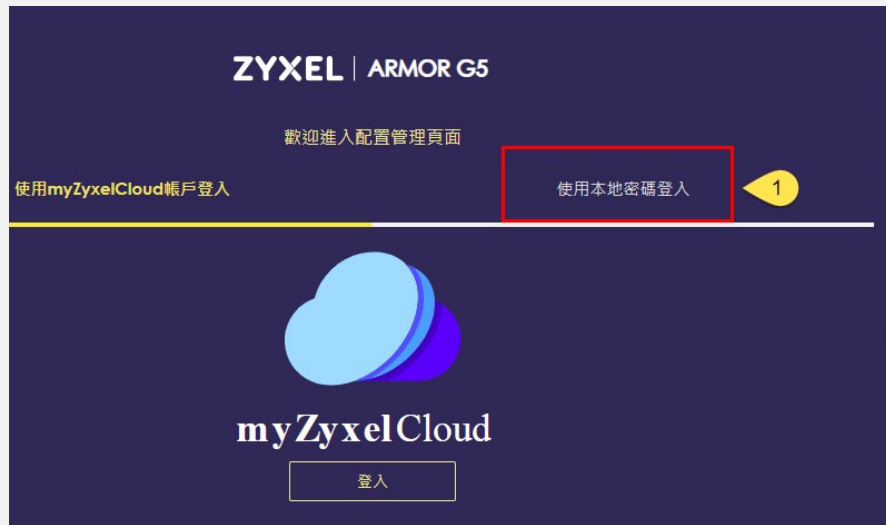 ZYXEL | ARMOR G5
歡迎進入配置管理頁面
使用myZyxelCloud帳戶登入
使用本地密碼登入
1
myZyxelCloud
登入